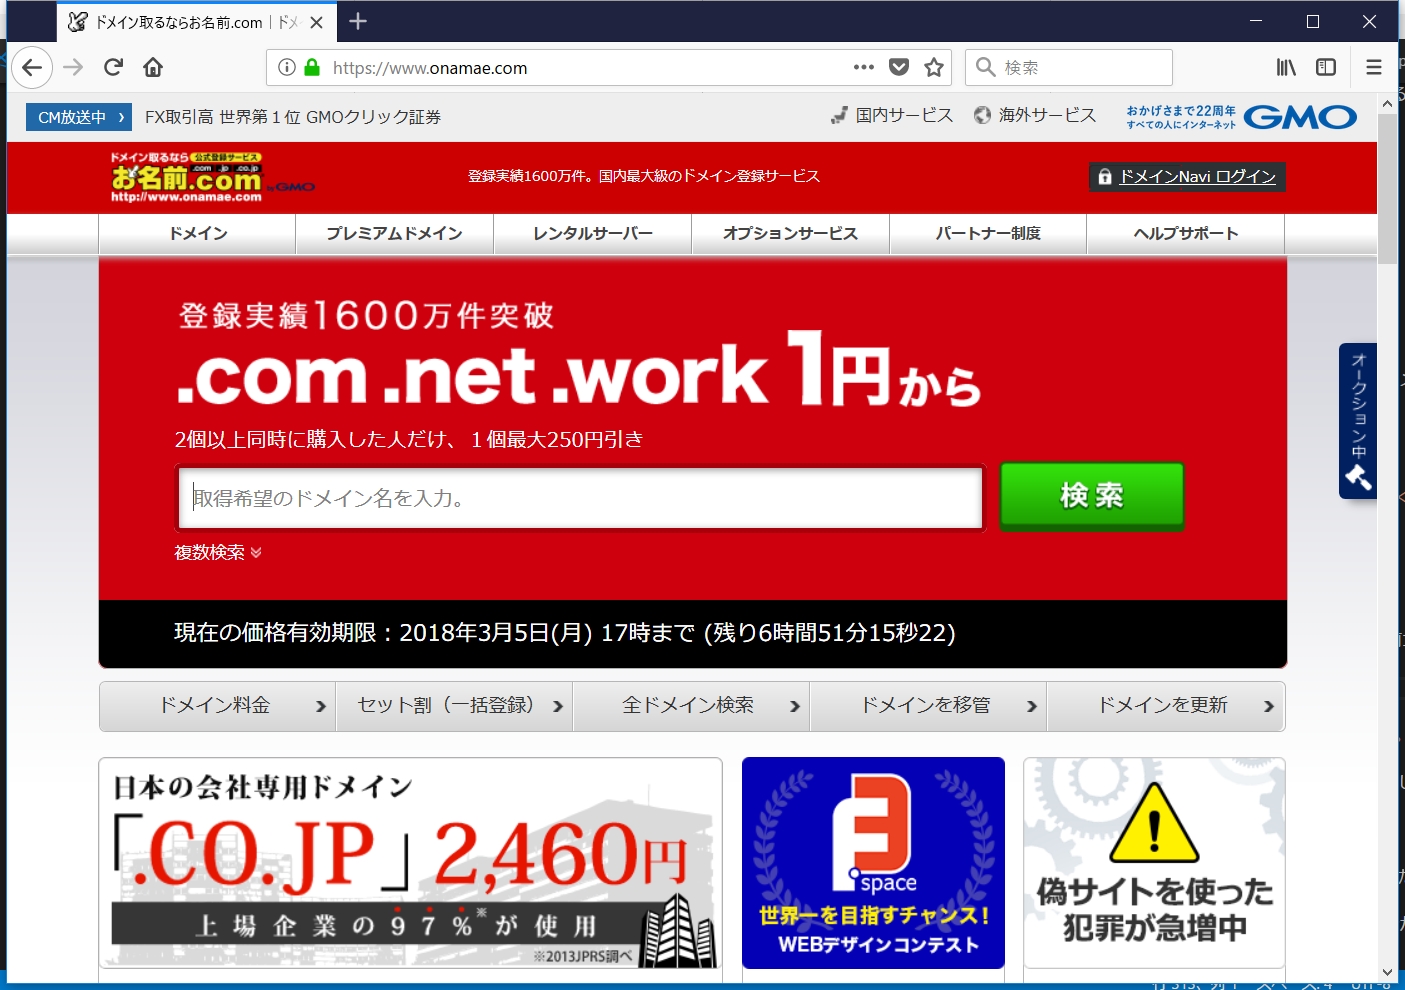 ドメイン取るならお名前.com | ドメ
https://www.onamae.com
検索
CM放送中
FX取引高 世界第１位 GMOクリック証券
国内サービス
海外サービス
おかげさまで22周年
すべての人にインターネット
GMO
ドメイン取るなら 公式登録サービス
.com .jp .co.jp
お名前.com by GMO
http://www.onamae.com
登録実績1600万件。国内最大級のドメイン登録サービス
ドメインNavi ログイン
ドメイン
プレミアムドメイン
レンタルサーバー
オプションサービス
パートナー制度
ヘルプサポート
登録実績1600万件突破
.com .net .work 1円から
2個以上同時に購入した人だけ、１個最大250円引き
取得希望のドメイン名を入力。
検索
複数検索
オークション中
現在の価格有効期限：2018年3月5日(月) 17時まで (残り6時間51分15秒22)
ドメイン料金
セット割（一括登録）
全ドメイン検索
ドメインを移管
ドメインを更新
日本の会社専用ドメイン
「.CO.JP」2,460円
上場企業の97%※が使用
※2013JPRS調べ
space
世界一を目指すチャンス！
WEBデザインコンテスト
偽サイトを使った
犯罪が急増中